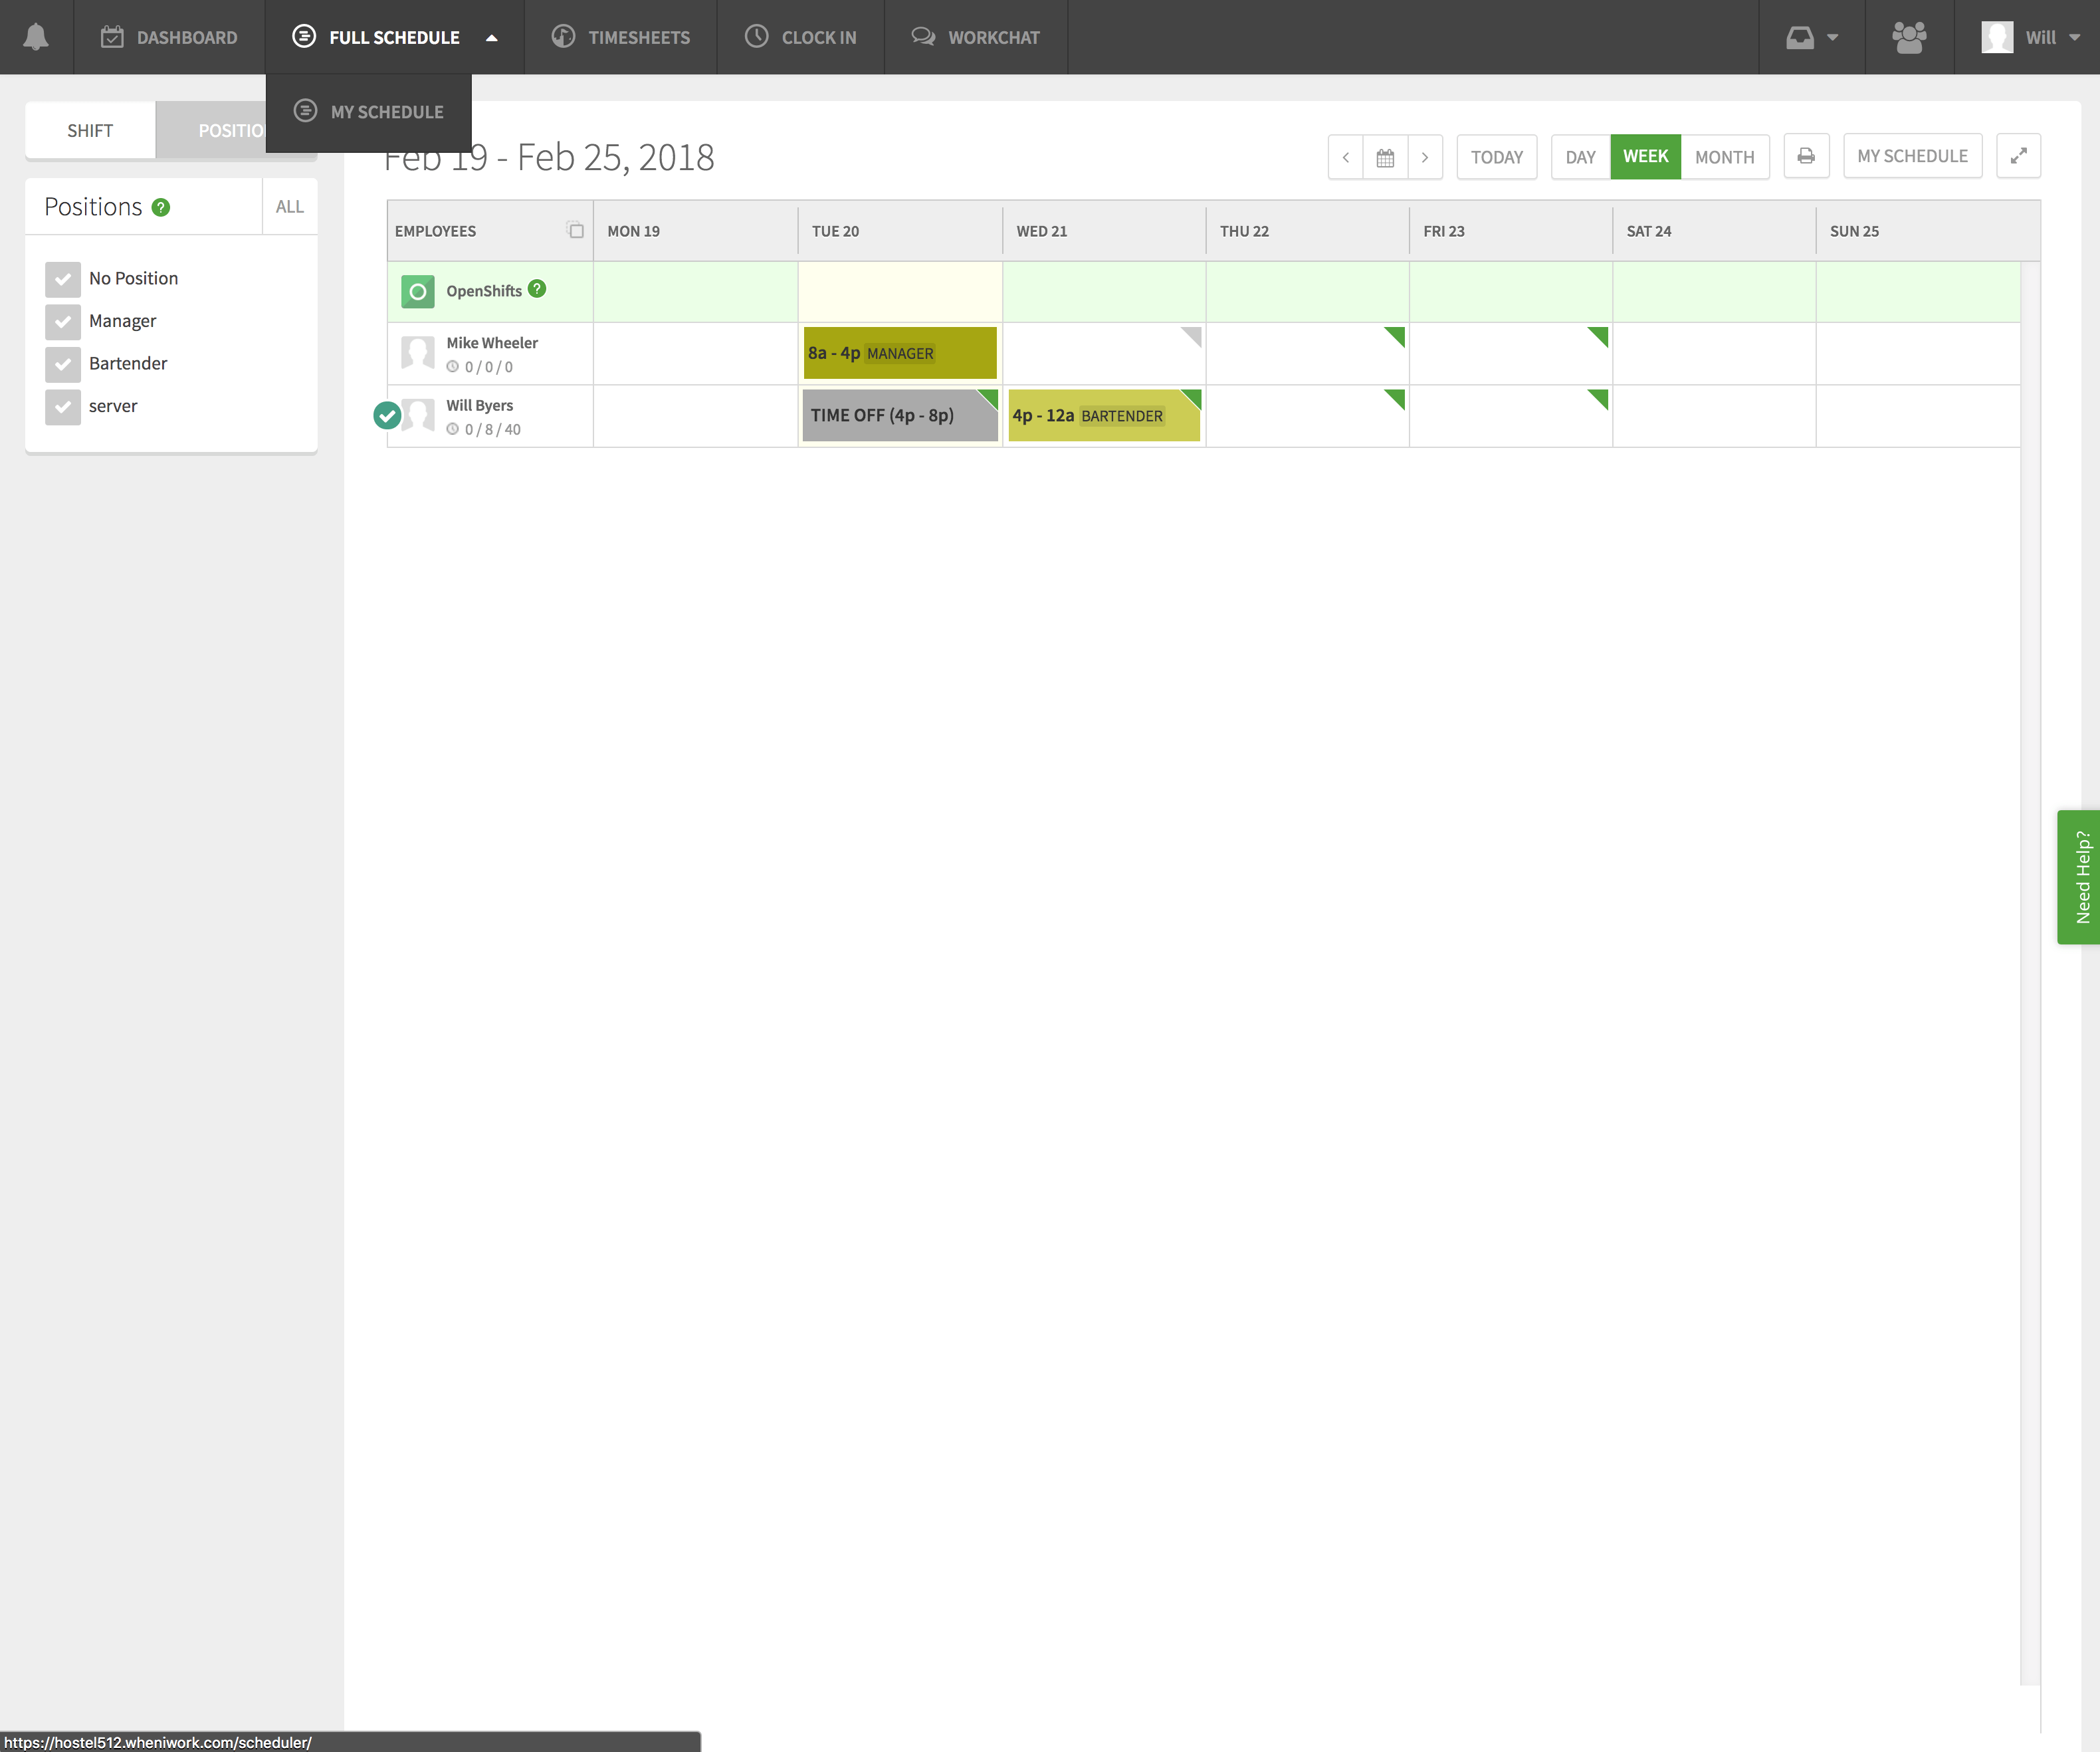 DASHBOARD
FULL SCHEDULE
TIMESHEETS
CLOCK IN
WORKCHAT
Will
MY SCHEDULE
SHIFT
POSITIO
Feb 19 - Feb 25, 2018
TODAY
DAY
WEEK
MONTH
MY SCHEDULE
Positions ?
ALL
No Position
Manager
Bartender
server
EMPLOYEES
MON 19
TUE 20
WED 21
THU 22
FRI 23
SAT 24
SUN 25
OpenShifts ?
Mike Wheeler
0 / 0 / 0
8a - 4p MANAGER
Will Byers
0 / 8 / 40
TIME OFF (4p - 8p)
4p - 12a BARTENDER
Need Help?
https://hostel512.wheniwork.com/scheduler/